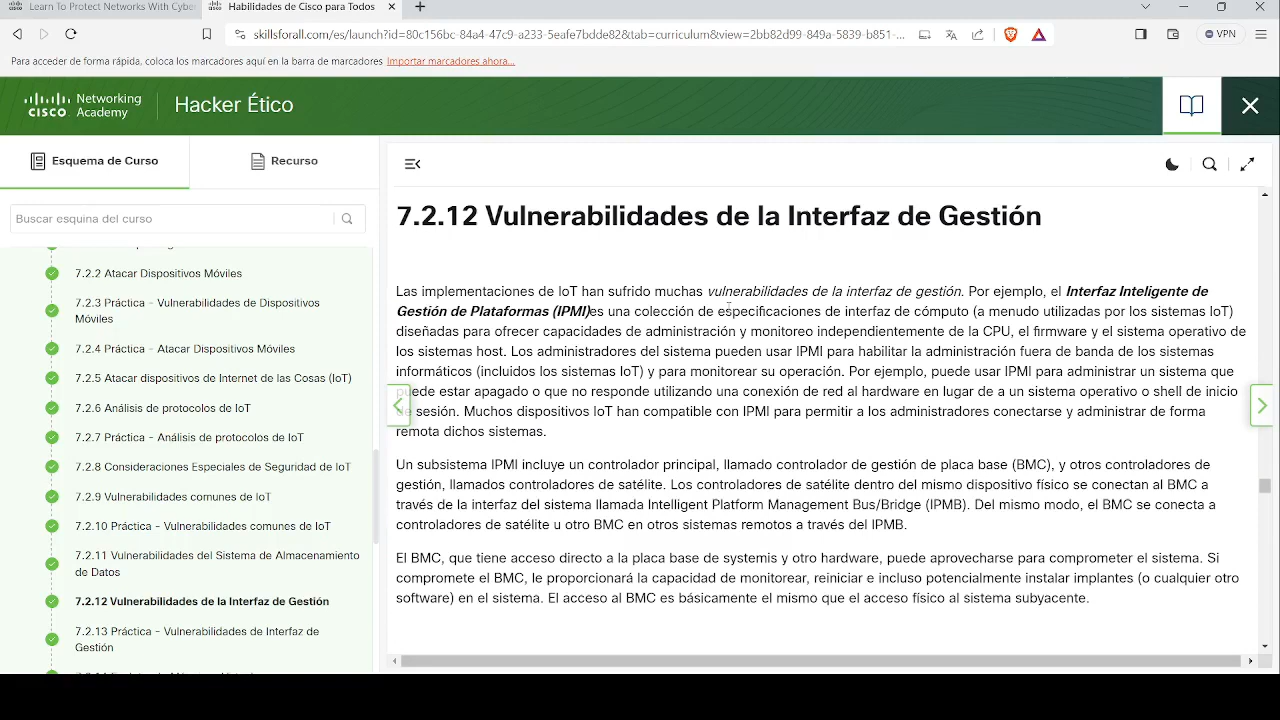 Learn To Protect Networks With Cyber
Habilidades de Cisco para Todos
skillsforall.com/es/launch?id=80c156bc-84a4-47c9-a233-5eafe7bdde82&tab=curriculum&view=2bb82d99-849a-5839-b851-...
VPN
Para acceder de forma rápida, coloca los marcadores aquí en la barra de marcadores Importar marcadores ahora...
CISCO Networking Academy
Hacker Ético
Esquema de Curso
Recurso
Buscar esquina del curso
7.2.2 Atacar Dispositivos Móviles
7.2.3 Práctica - Vulnerabilidades de Dispositivos
Móviles
7.2.4 Práctica - Atacar Dispositivos Móviles
7.2.5 Atacar dispositivos de Internet de las Cosas (IoT)
7.2.6 Análisis de protocolos de IoT
7.2.7 Práctica - Análisis de protocolos de IoT
7.2.8 Consideraciones Especiales de Seguridad de IoT
7.2.9 Vulnerabilidades comunes de IoT
7.2.10 Práctica - Vulnerabilidades comunes de IoT
7.2.11 Vulnerabilidades del Sistema de Almacenamiento
de Datos
7.2.12 Vulnerabilidades de la Interfaz de Gestión
7.2.13 Práctica - Vulnerabilidades de Interfaz de
Gestión
7.2.12 Vulnerabilidades de la Interfaz de Gestión
Las implementaciones de IoT han sufrido muchas vulnerabilidades de la interfaz de gestión. Por ejemplo, el Interfaz Inteligente de
Gestión de Plataformas (IPMI)es una colección de especificaciones de interfaz de cómputo (a menudo utilizadas por los sistemas IoT)
diseñadas para ofrecer capacidades de administración y monitoreo independientemente de la CPU, el firmware y el sistema operativo de
los sistemas host. Los administradores del sistema pueden usar IPMI para habilitar la administración fuera de banda de los sistemas
informáticos (incluidos los sistemas IoT) y para monitorear su operación. Por ejemplo, puede usar IPMI para administrar un sistema que
puede estar apagado o que no responde utilizando una conexión de red al hardware en lugar de a un sistema operativo o shell de inicio
de sesión. Muchos dispositivos IoT han compatible con IPMI para permitir a los administradores conectarse y administrar de forma
remota dichos sistemas.
Un subsistema IPMI incluye un controlador principal, llamado controlador de gestión de placa base (BMC), y otros controladores de
gestión, llamados controladores de satélite. Los controladores de satélite dentro del mismo dispositivo físico se conectan al BMC a
través de la interfaz del sistema llamada Intelligent Platform Management Bus/Bridge (IPMB). Del mismo modo, el BMC se conecta a
controladores de satélite u otro BMC en otros sistemas remotos a través del IPMB.
El BMC, que tiene acceso directo a la placa base de systemis y otro hardware, puede aprovecharse para comprometer el sistema. Si
compromete el BMC, le proporcionará la capacidad de monitorear, reiniciar e incluso potencialmente instalar implantes (o cualquier otro
software) en el sistema. El acceso al BMC es básicamente el mismo que el acceso físico al sistema subyacente.